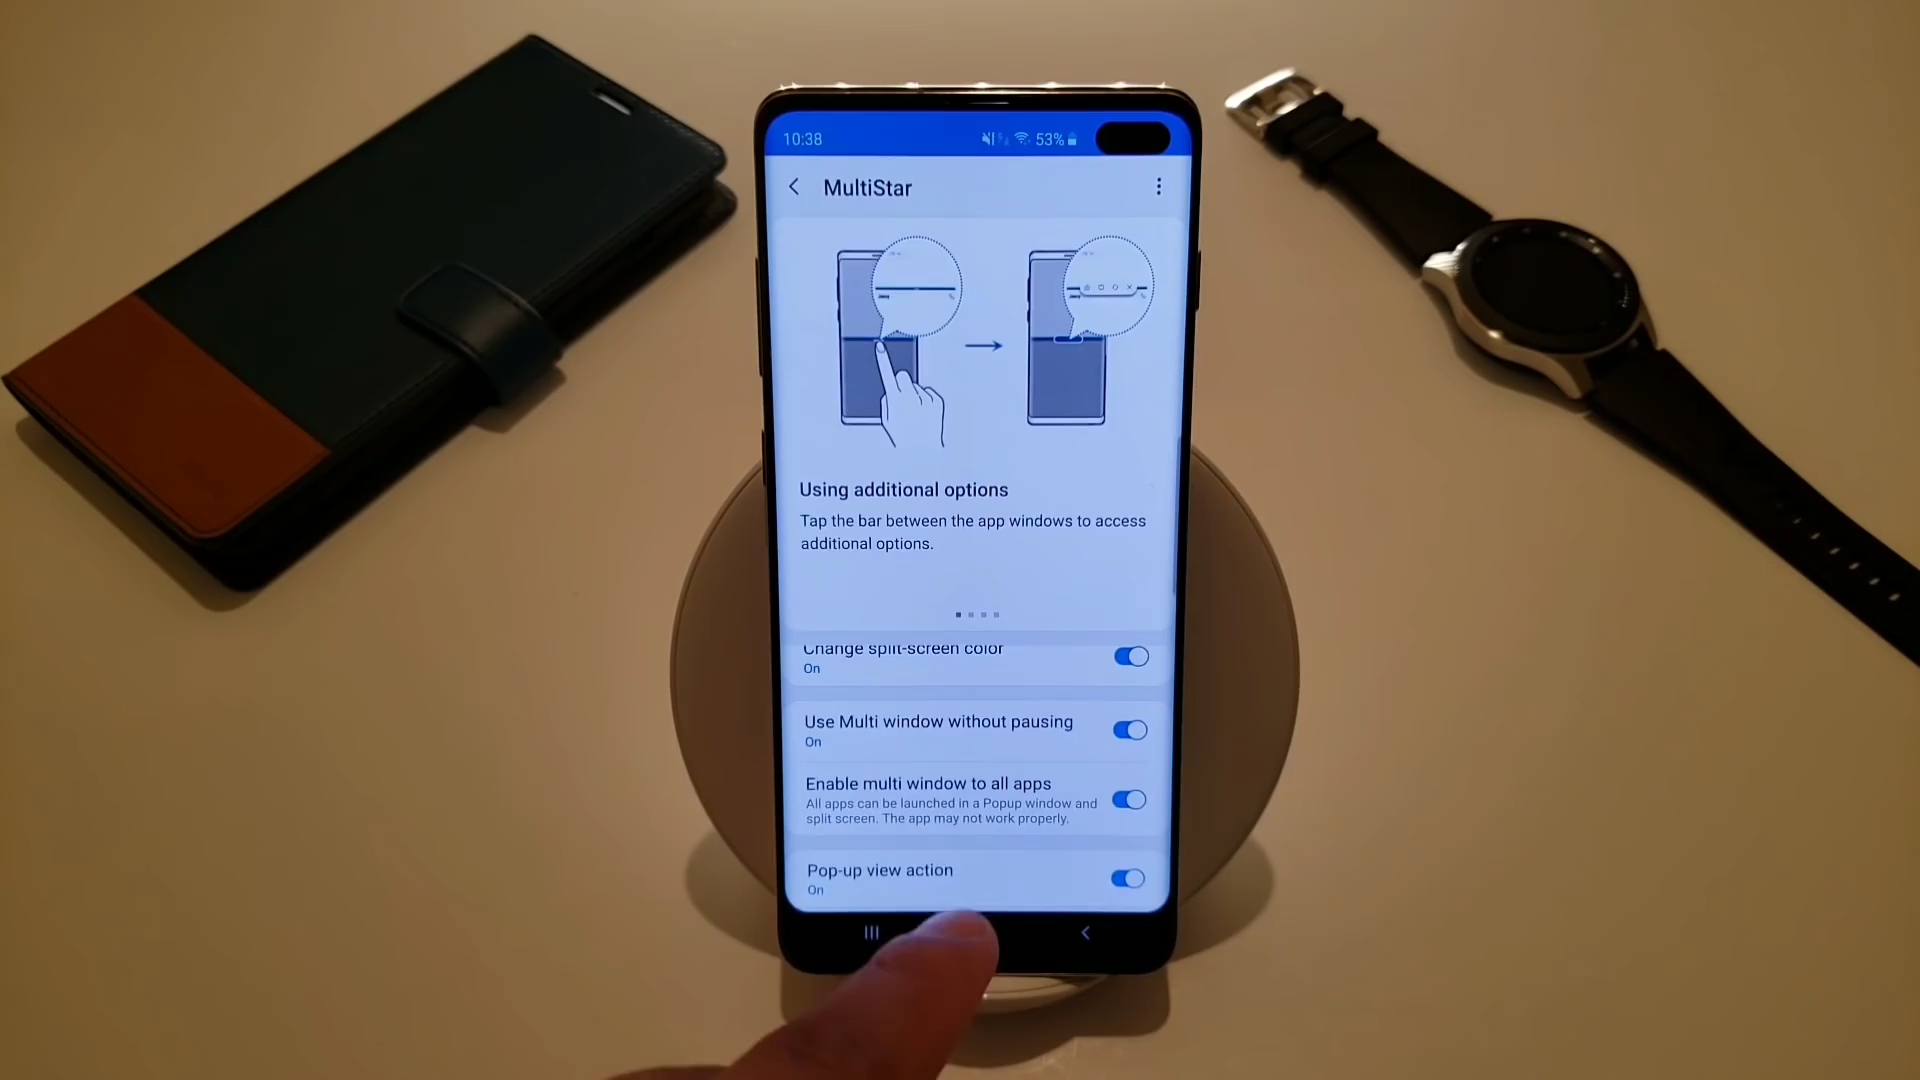 10:38
53%
MultiStar
Using additional options
Tap the bar between the app windows to access
additional options.
Change split-screen color
On
Use Multi window without pausing
On
Enable multi window to all apps
All apps can be launched in a Popup window and
split screen. The app may not work properly.
Pop-up view action
On